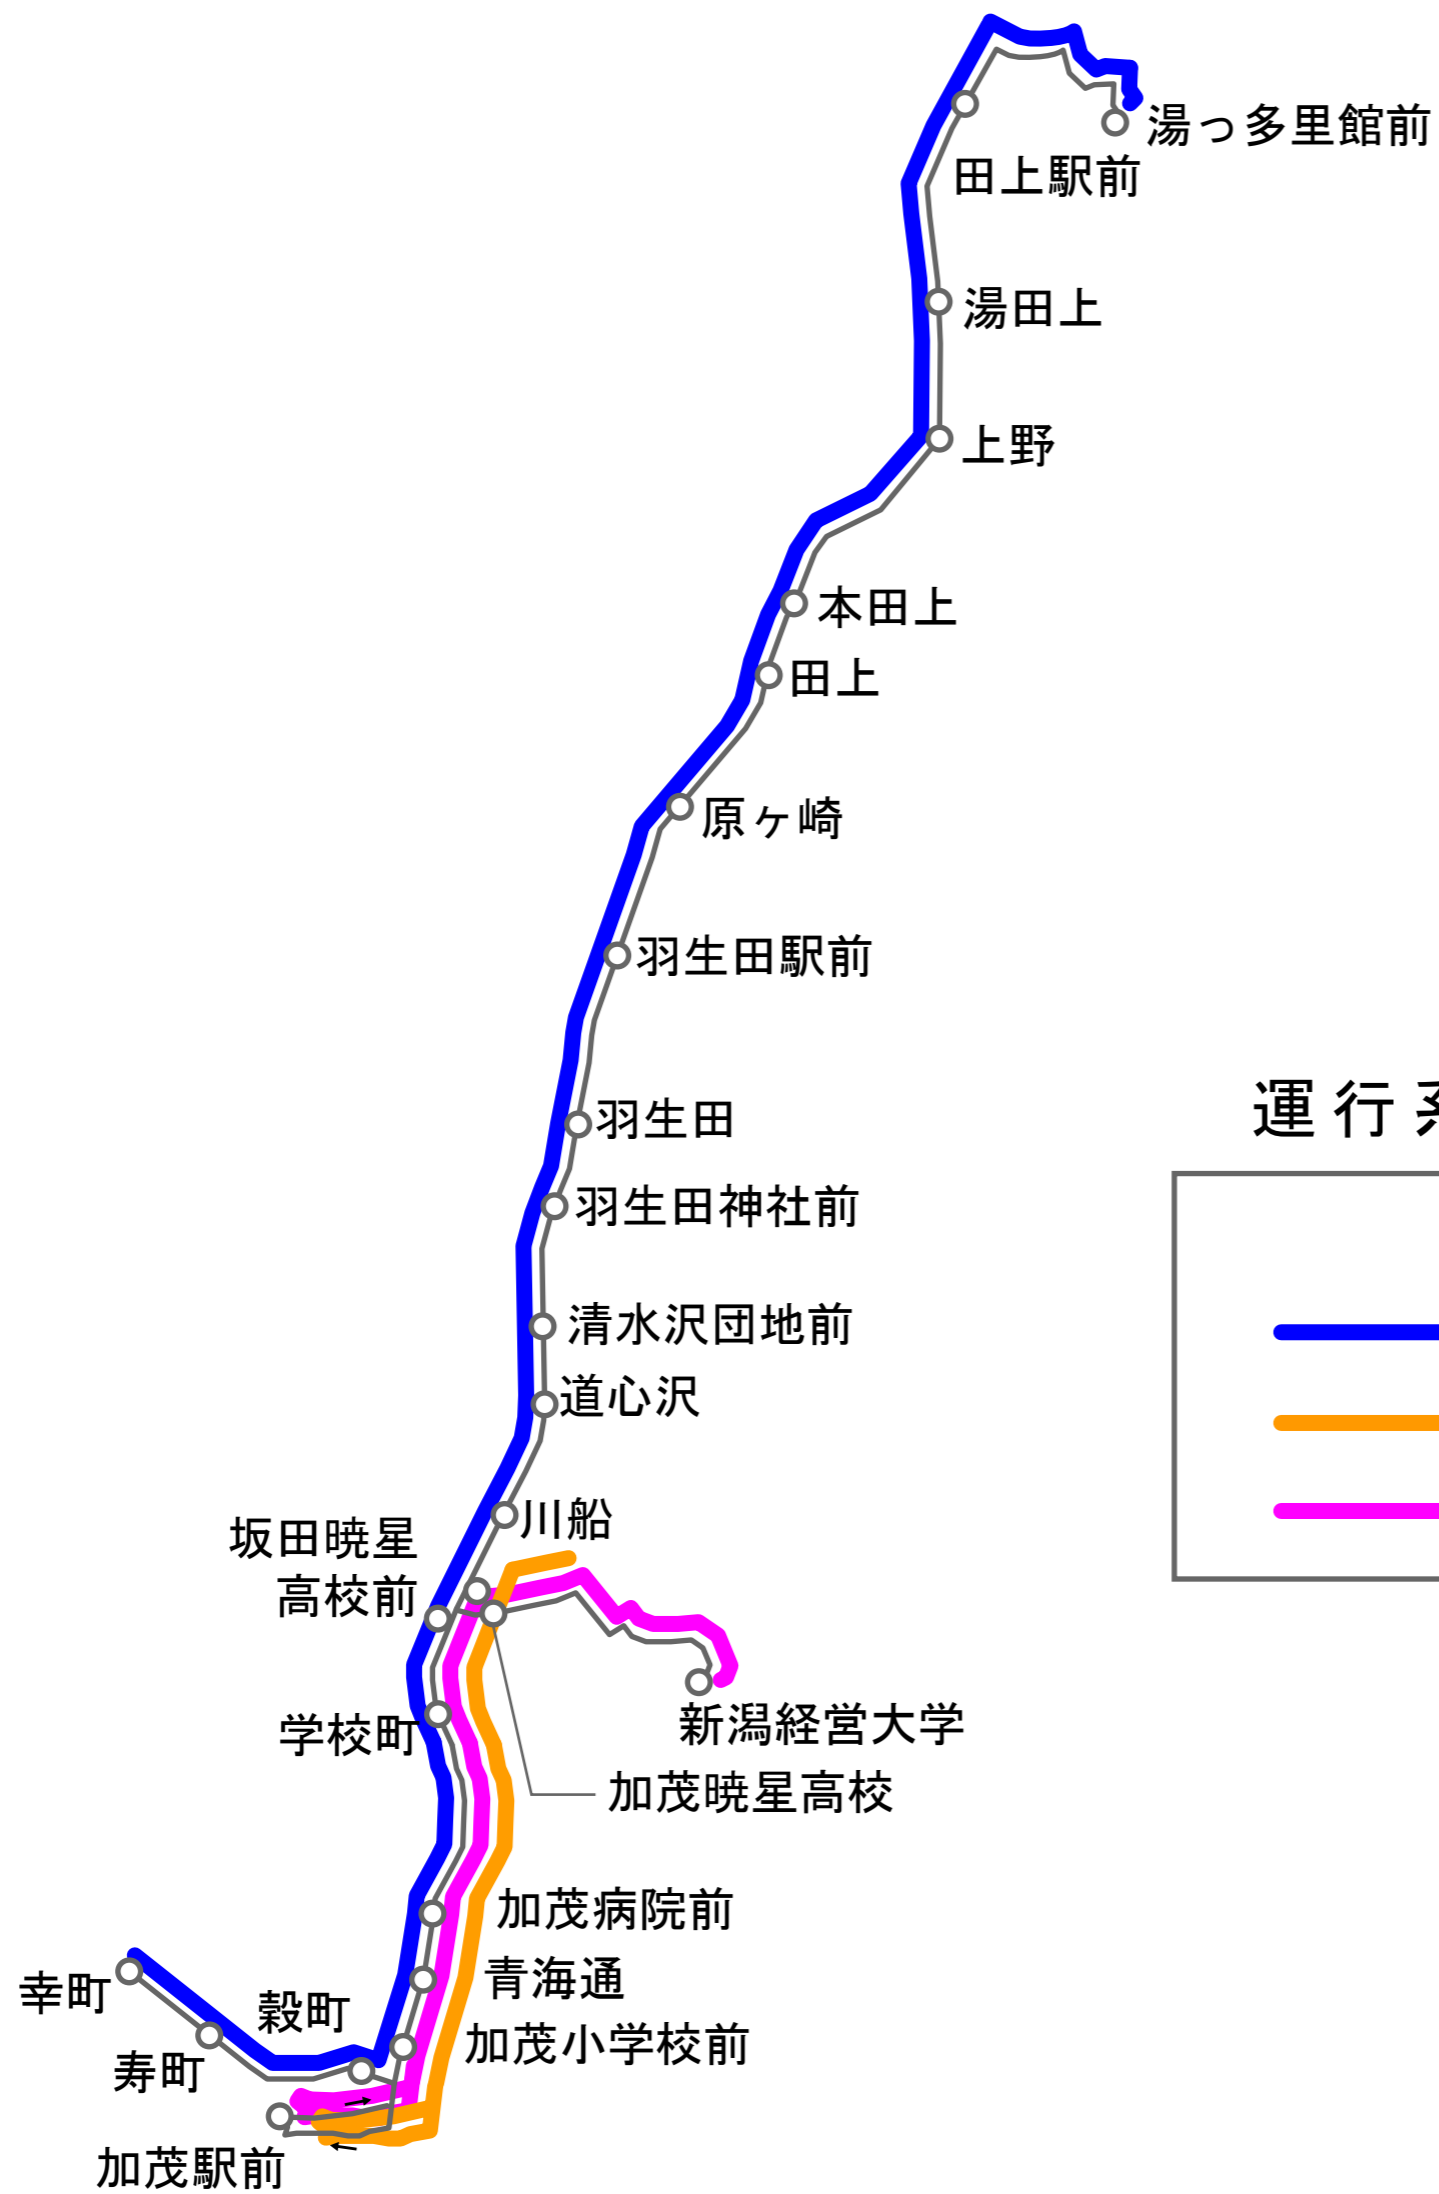 湯っ多里館前
田上駅前
湯田上
上野
本田上
田上
原ヶ崎
羽生田駅前
運行系
羽生田
羽生田神社前
清水沢団地前
道心沢
川船
坂田暁星
高校前
新潟経営大学
学校町
加茂暁星高校
加茂病院前
青海通
幸町
穀町
加茂小学校前
寿町
加茂駅前